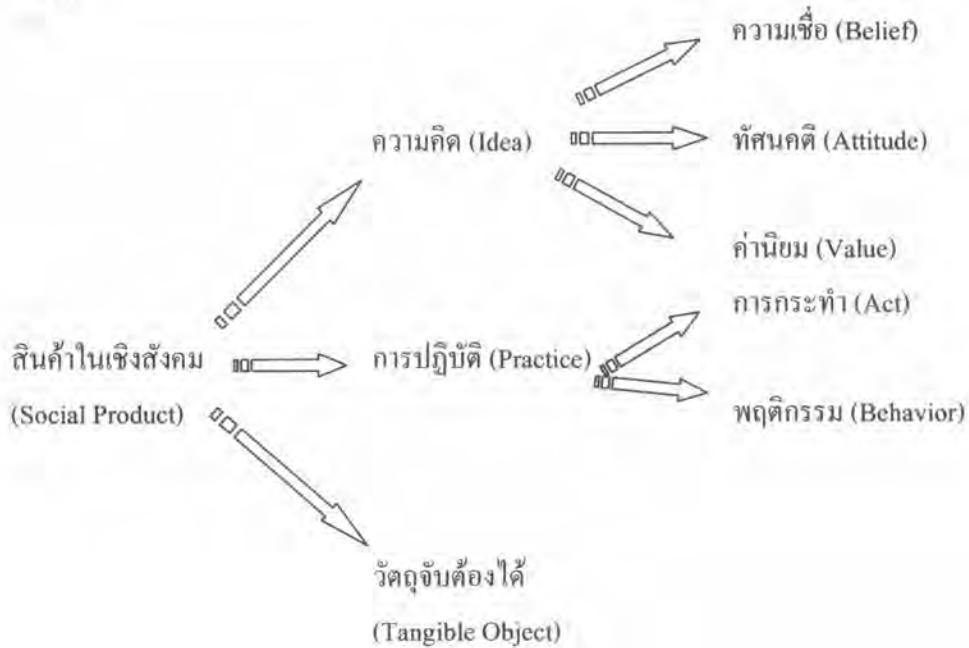 ความเชื่อ (Belief)
ความคิด (Idea)
ทัศนคติ (Attitude)
ค่านิยม (Value)
การกระทำ (Act)
สินค้าในเชิงสังคม
(Social Product)
การปฏิบัติ (Practice)
พฤติกรรม (Behavior)
วัตถุจับต้องได้
(Tangible Object)